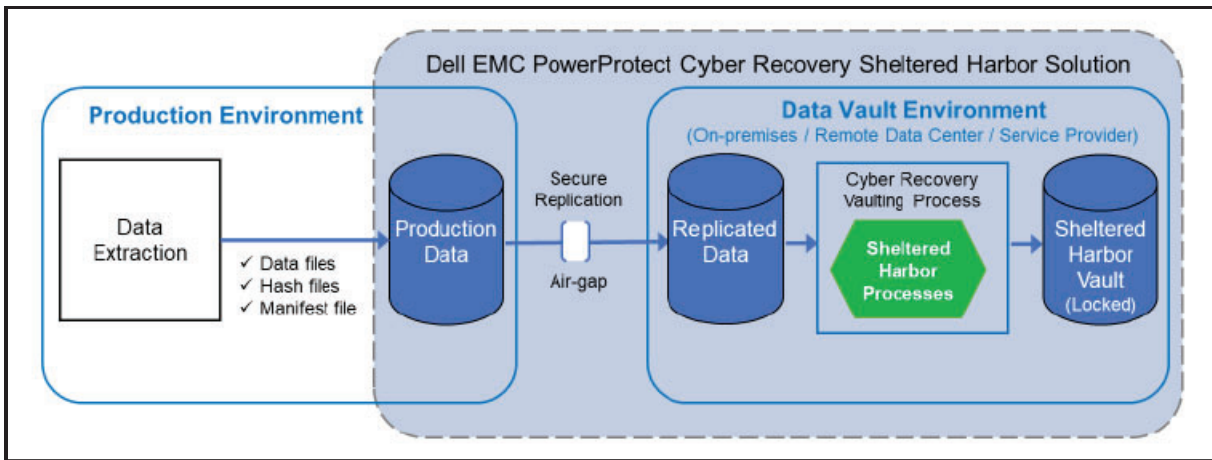 Dell EMC PowerProtect Cyber Recovery Sheltered Harbor Solution
Production Environment
Data
Extraction
✓ Data files
✓ Hash files
✓ Manifest file
Production
Data
Secure
Replication
Air-gap
Data Vault Environment
(On-premises / Remote Data Center / Service Provider)
Replicated
Data
Cyber Recovery
Vaulting Process
Sheltered
Harbor
Processes
Sheltered
Harbor
Vault
(Locked)